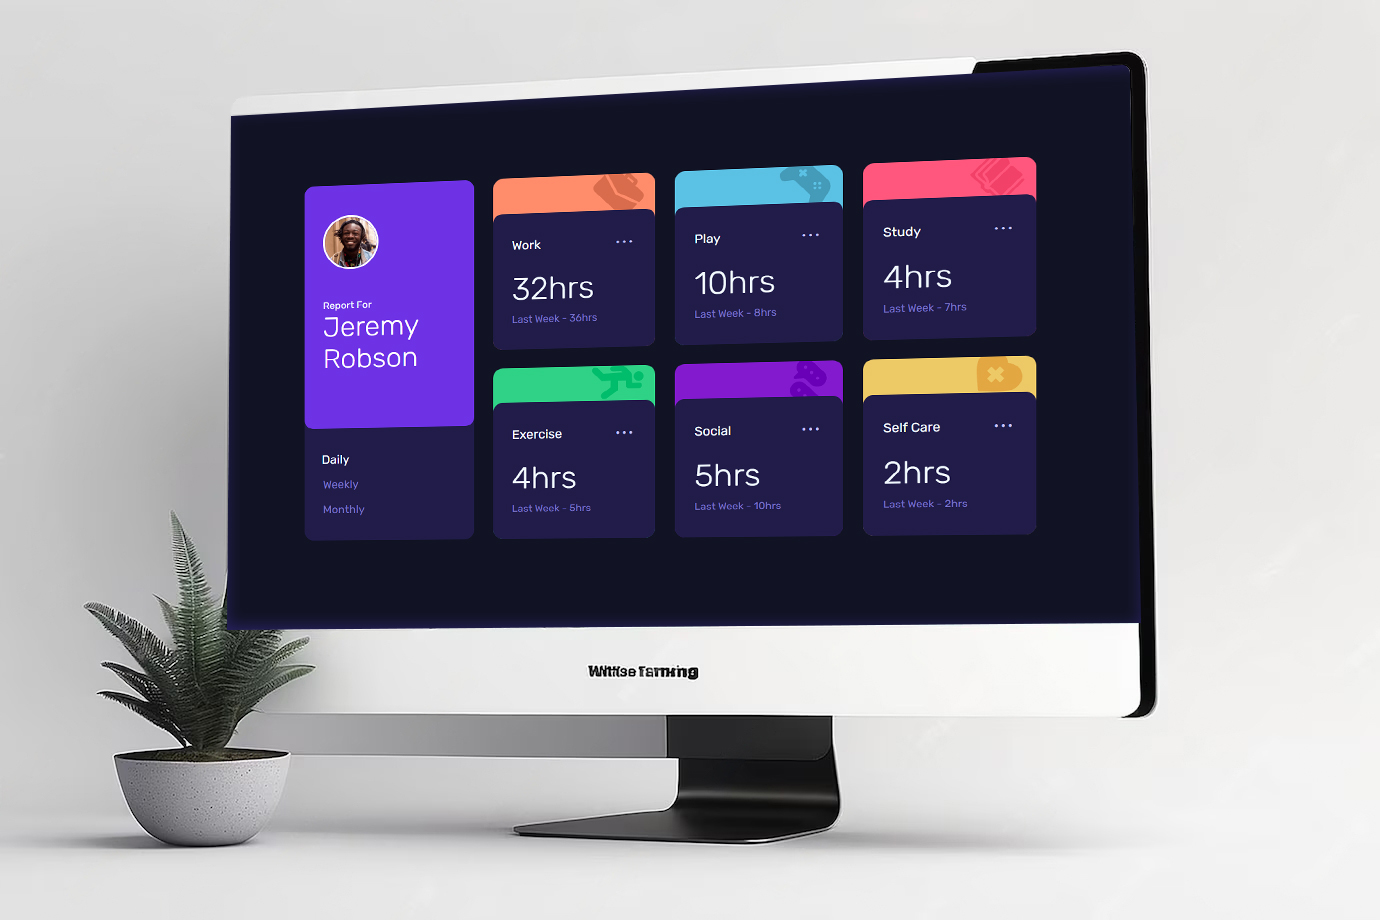 Report For
Jeremy
Robson
Daily
Weekly
Monthly
Work
32hrs
Last Week - 36hrs
Play
10hrs
Last Week - 8hrs
Study
4hrs
Last Week - 7hrs
Exercise
4hrs
Last Week - 5hrs
Social
5hrs
Last Week - 10hrs
Self Care
2hrs
Last Week - 2hrs